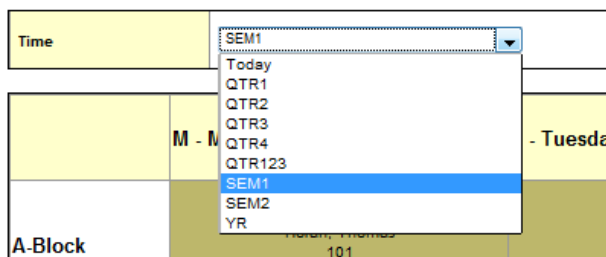 Time
SEM1
Today
QTR1
QTR2
QTR3
QTR4
QTR123
SEM1
SEM2
YR
M - M
- Tuesda
A-Block
101